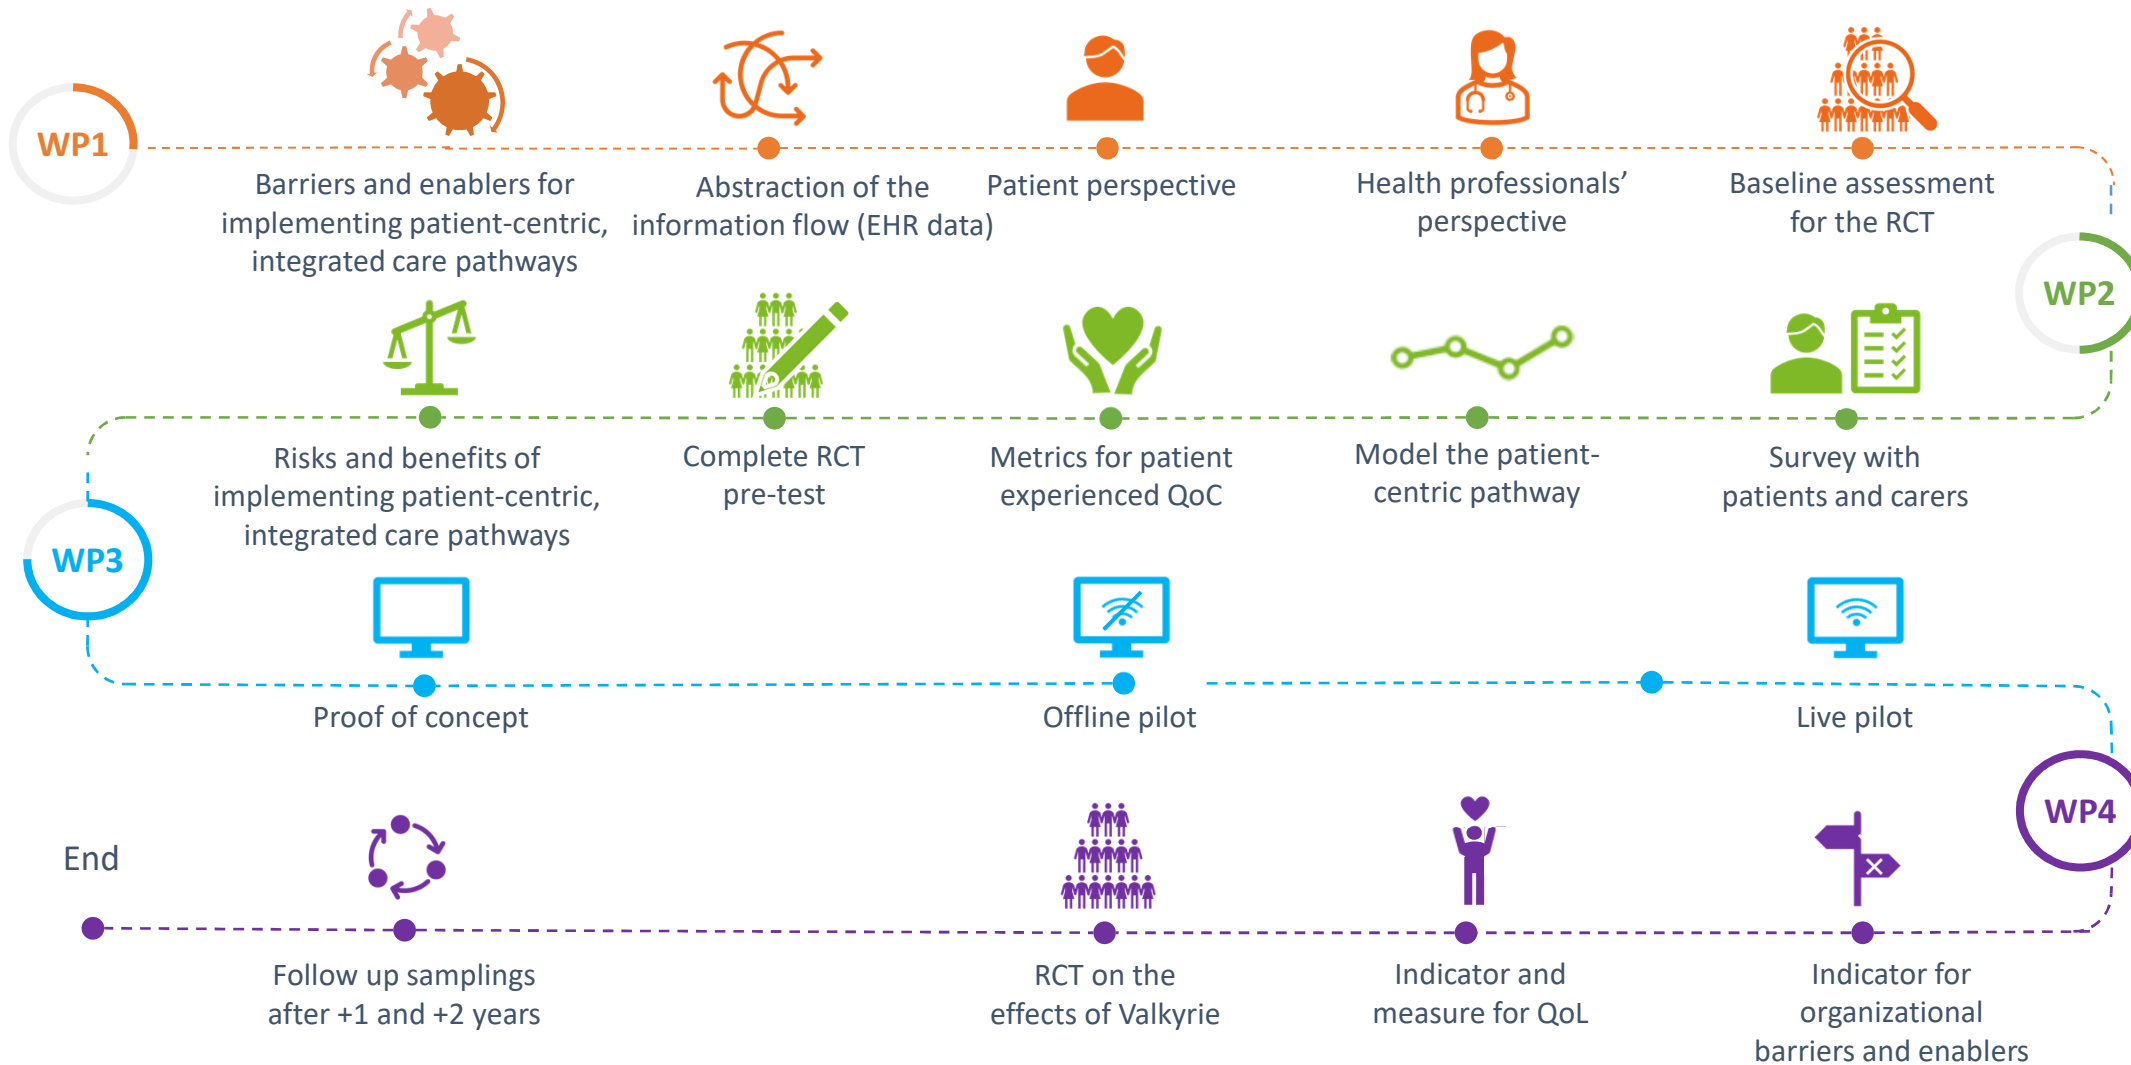 WP1
Barriers and enablers for
implementing patient-centric,
integrated care pathways
Abstraction of the
information flow (EHR data)
Patient perspective
Health professionals’
perspective
Baseline assessment
for the RCT
WP2
Risks and benefits of
implementing patient-centric,
integrated care pathways
Complete RCT
pre-test
Metrics for patient
experienced QoC
Model the patient-
centric pathway
Survey with
patients and carers
WP3
Proof of concept
Offline pilot
Live pilot
WP4
End
Follow up samplings
after +1 and +2 years
RCT on the
effects of Valkyrie
Indicator and
measure for QoL
Indicator for
organizational
barriers and enablers